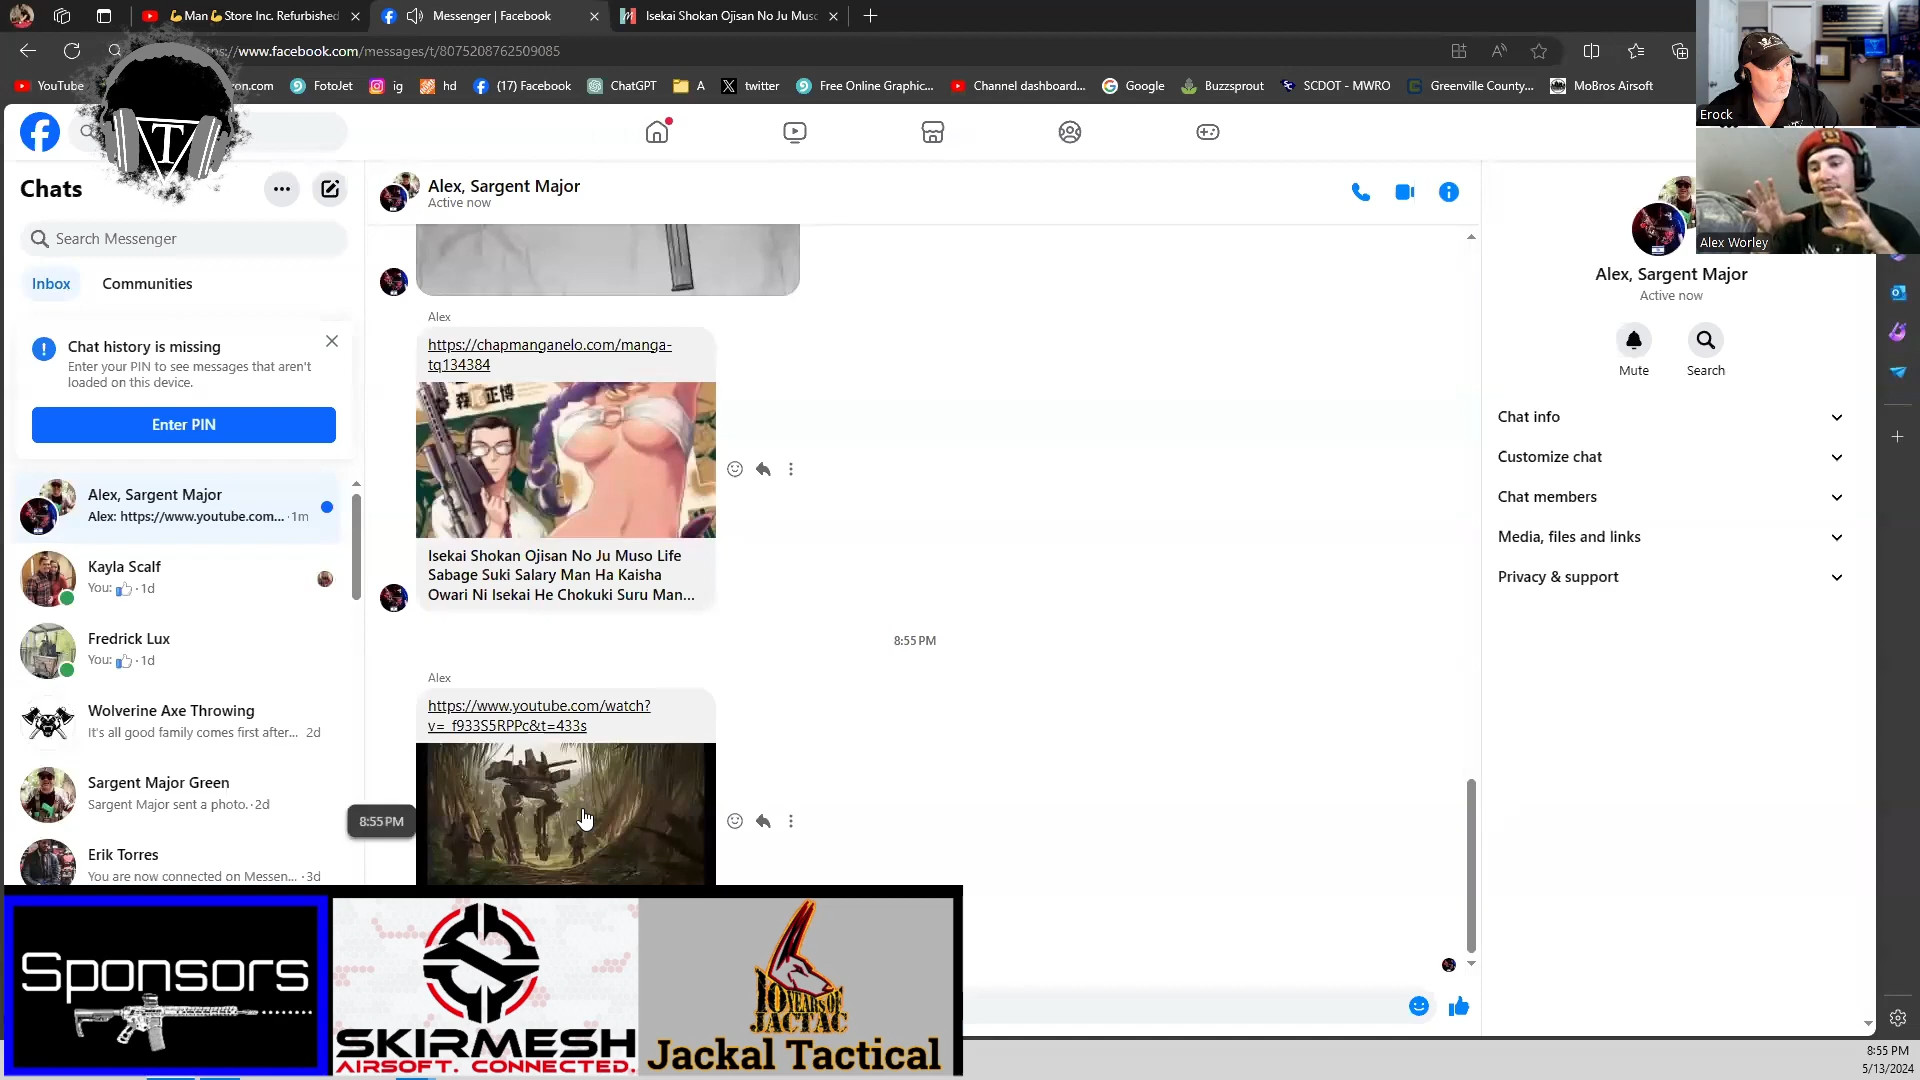 💪Man💪Store Inc. Refurbished
Messenger | Facebook
Isekai Shokan Ojisan No Ju Muso
https://www.facebook.com/messages/t/8075208762509085
YouTube
on.com
FotoJet
ig
hd
(17) Facebook
ChatGPT
A
twitter
Free Online Graphic...
Channel dashboard...
Google
Buzzsprout
SCDOT - MWRO
Greenville County...
MoBros Airsoft
Erock
Alex Worley
T
Chats
Search Messenger
Inbox
Communities
Chat history is missing
Enter your PIN to see messages that aren't
loaded on this device.
Enter PIN
Alex, Sargent Major
Alex: https://www.youtube.com... · 1m
Kayla Scalf
You: 👍 · 1d
Fredrick Lux
You: 👍 · 1d
Wolverine Axe Throwing
It's all good family comes first after... 2d
Sargent Major Green
Sargent Major sent a photo. · 2d
Erik Torres
You are now connected on Messen... · 3d
Alex, Sargent Major
Active now
Alex
https://chapmanganelo.com/manga-
tq134384
森尾正博
Isekai Shokan Ojisan No Ju Muso Life
Sabage Suki Salary Man Ha Kaisha
Owari Ni Isekai He Chokuki Suru Man...
8:55 PM
Alex
https://www.youtube.com/watch?
v=_f933S5RPPc&t=433s
8:55 PM
Alex, Sargent Major
Active now
Mute
Search
Chat info
Customize chat
Chat members
Media, files and links
Privacy & support
Sponsors
SKIRMESH
AIRSOFT. CONNECTED.
10
YEARS OF
JACTAC
Jackal Tactical
8:55 PM
5/13/2024